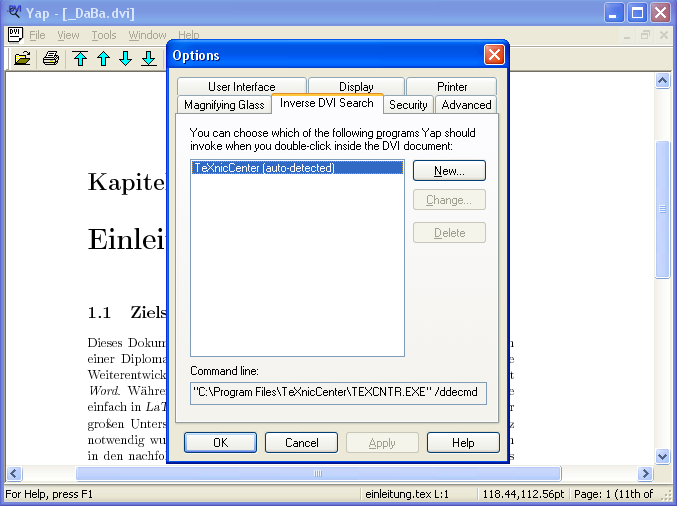 Yap - [_DaBa.dvi]
File View Tools Window Help
Options
User Interface Display Printer
Magnifying Glass Inverse DVI Search Security Advanced
You can choose which of the following programs Yap should
invoke when you double-click inside the DVI document:
TeXnicCenter (auto-detected)
New...
Change...
Delete
Command line:
"C:\Program Files\TeXnicCenter\TEXCNTR.EXE" /ddecmd
OK Cancel Apply Help
Kapitel
Einleit
1.1 Ziels
Dieses Dokum
einer Diploma
Weiterentwick
Word. Währe
einfach in LaT
großen Unters
notwendig wu
in den nachfol
For Help, press F1
einleitung.tex L:1 118.44,112.56pt Page: 1 (11th of